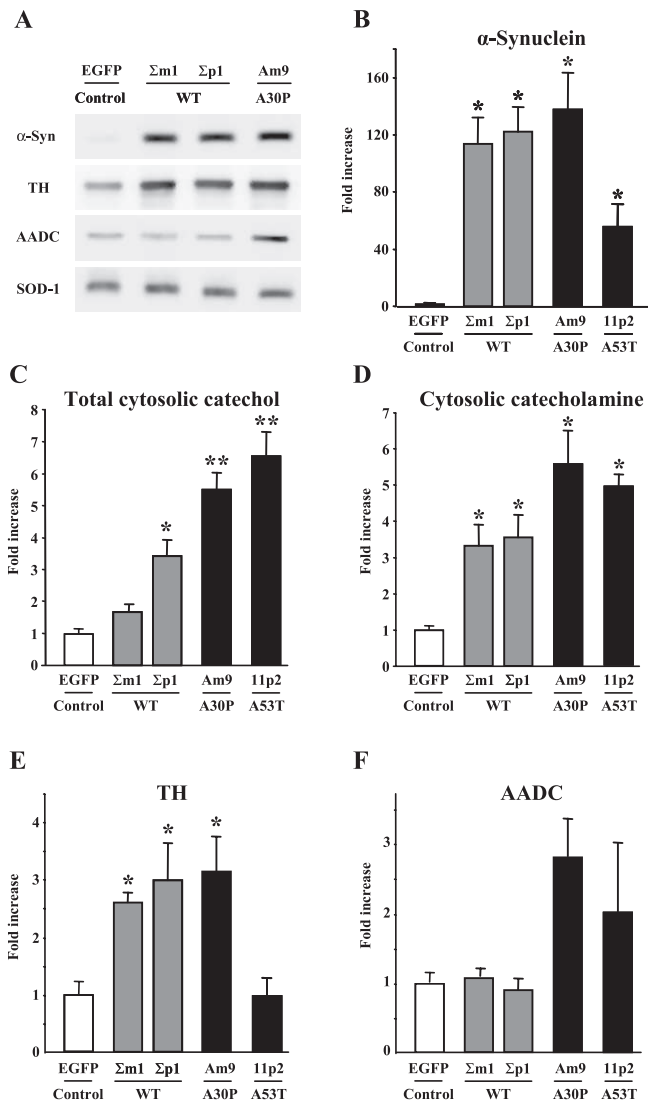 A
EGFP Σm1 Σp1 Am9
Control WT A30P
α-Syn
TH
AADC
SOD-1
B
α-Synuclein
Fold increase
160
120
80
40
0
* * * *
EGFP Σm1 Σp1 Am9 11p2
Control WT A30P A53T
C
Total cytosolic catechol
Fold increase
8
7
6
5
4
3
2
1
0
* ** **
EGFP Σm1 Σp1 Am9 11p2
Control WT A30P A53T
D
Cytosolic catecholamine
Fold increase
7
6
5
4
3
2
1
0
* * * *
EGFP Σm1 Σp1 Am9 11p2
Control WT A30P A53T
E
TH
Fold increase
4
3
2
1
0
* * *
EGFP Σm1 Σp1 Am9 11p2
Control WT A30P A53T
F
AADC
Fold increase
3
2
1
0
EGFP Σm1 Σp1 Am9 11p2
Control WT A30P A53T